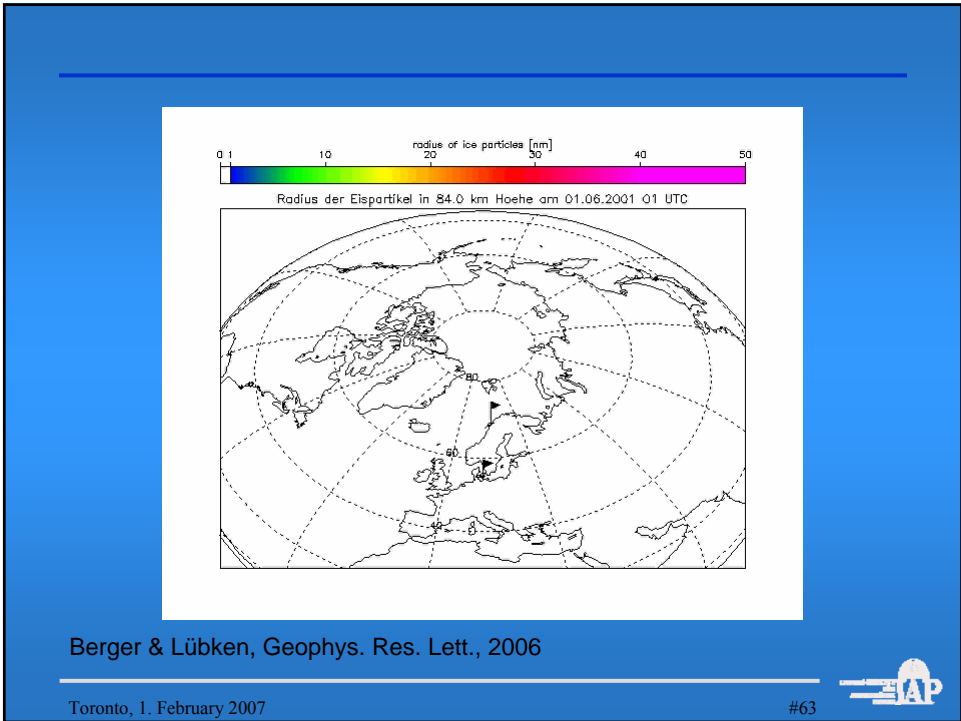 radius of ice particles [nm]
0 1 10 20 30 40 50
Radius der Eispartikel in 84.0 km Hoehe am 01.06.2001 01 UTC
80
60
Berger & Lübken, Geophys. Res. Lett., 2006
Toronto, 1. February 2007 #63
IAP